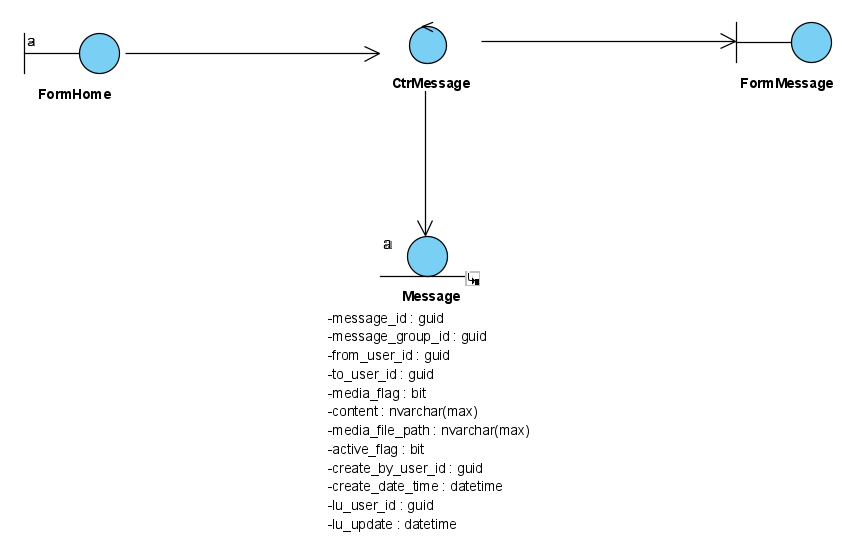 a
FormHome
CtrMessage
FormMessage
a
Message
-message_id : guid
-message_group_id : guid
-from_user_id : guid
-to_user_id : guid
-media_flag : bit
-content : nvarchar(max)
-media_file_path : nvarchar(max)
-active_flag : bit
-create_by_user_id : guid
-create_date_time : datetime
-lu_user_id : guid
-lu_update : datetime